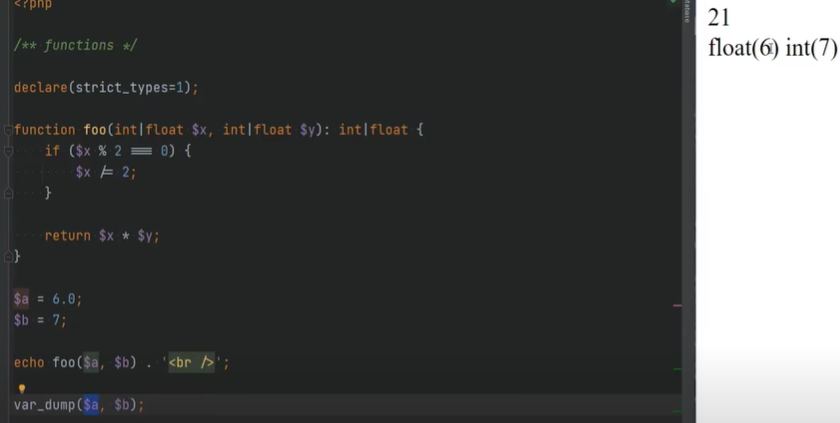 <?php
/** functions */
declare(strict_types=1);
function foo(int|float $x, int|float $y): int|float {
if ($x % 2 === 0) {
$x /= 2;
}
return $x * $y;
}
$a = 6.0;
$b = 7;
echo foo($a, $b) . '<br />';
var_dump($a, $b);
21
float(6) int(7)